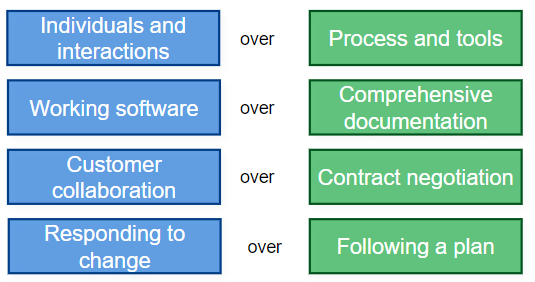 Individuals and
interactions
over
Process and tools
Working software
over
Comprehensive
documentation
Customer
collaboration
over
Contract negotiation
Responding to
change
over
Following a plan